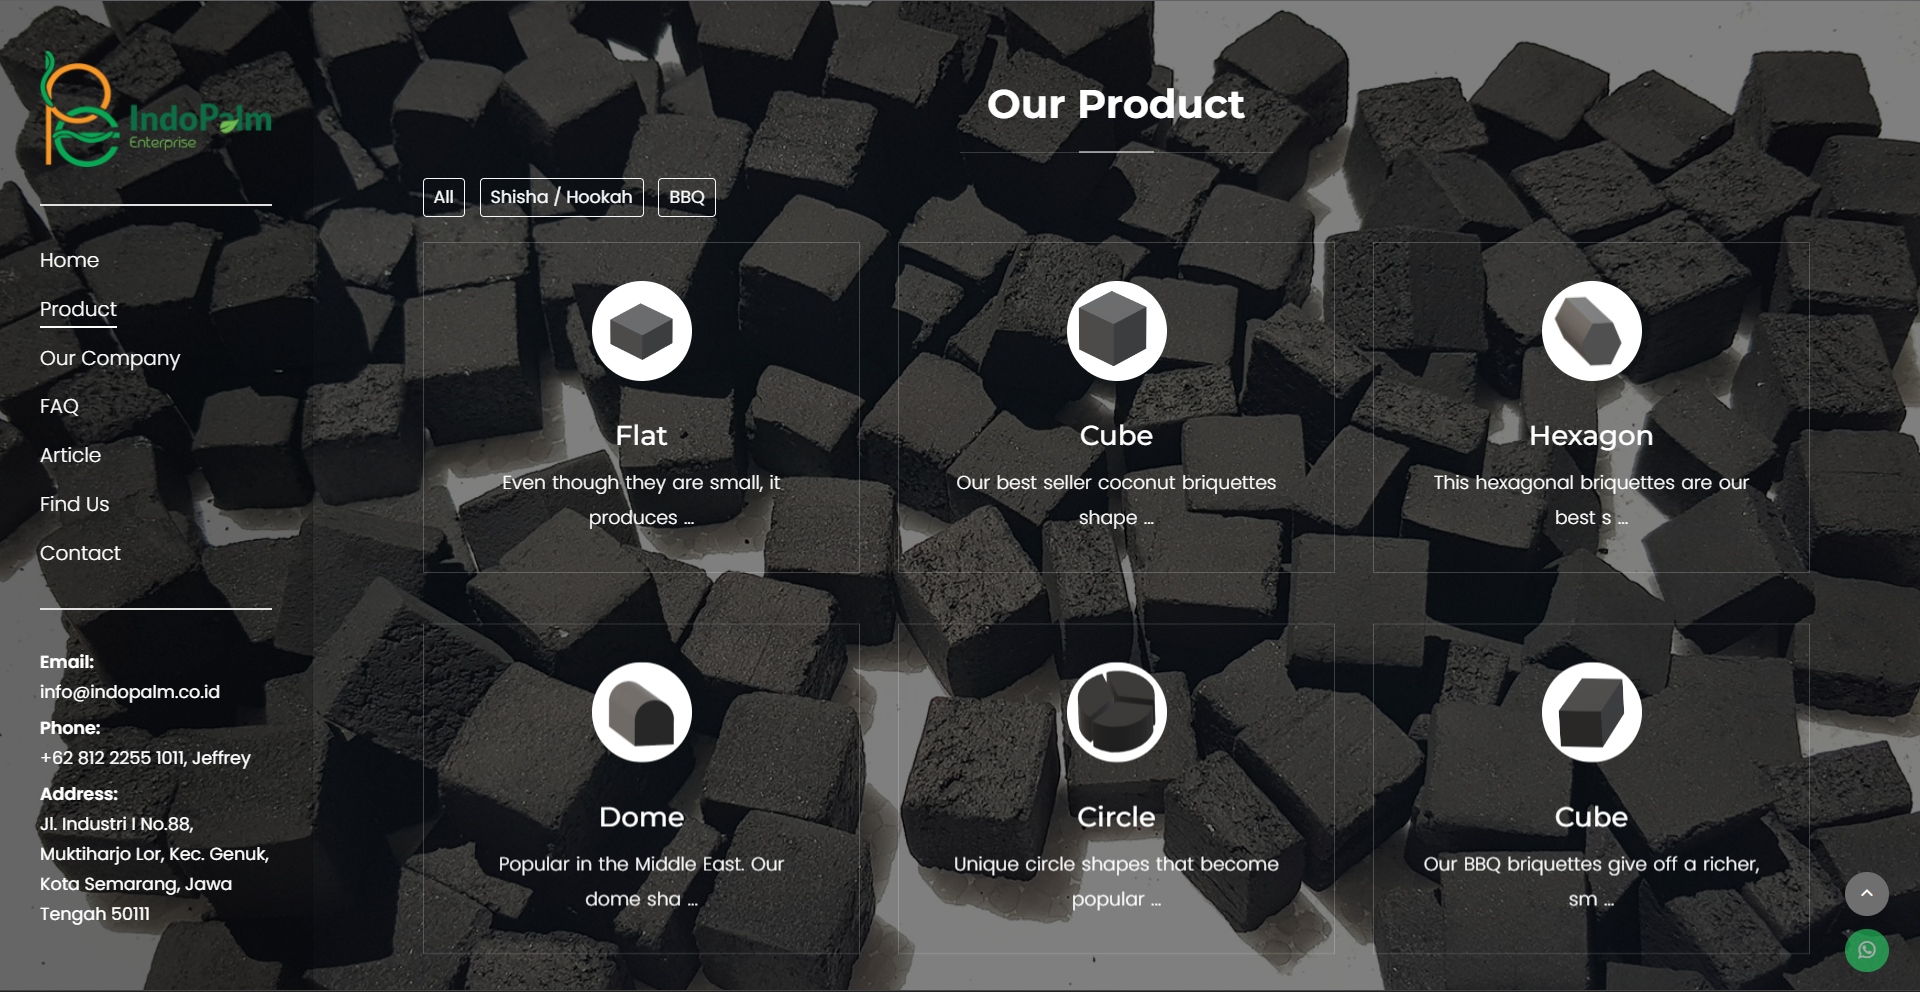 IndoPalm
Enterprise
Home
Product
Our Company
FAQ
Article
Find Us
Contact
Email:
info@indopalm.co.id
Phone:
+62 812 2255 1011, Jeffrey
Address:
Jl. Industri I No.88,
Muktiharjo Lor, Kec. Genuk,
Kota Semarang, Jawa
Tengah 50111
Our Product
All
Shisha / Hookah
BBQ
Flat
Even though they are small, it
produces ...
Cube
Our best seller coconut briquettes
shape ...
Hexagon
This hexagonal briquettes are our
best s ...
Dome
Popular in the Middle East. Our
dome sha ...
Circle
Unique circle shapes that become
popular ...
Cube
Our BBQ briquettes give off a richer,
sm ...